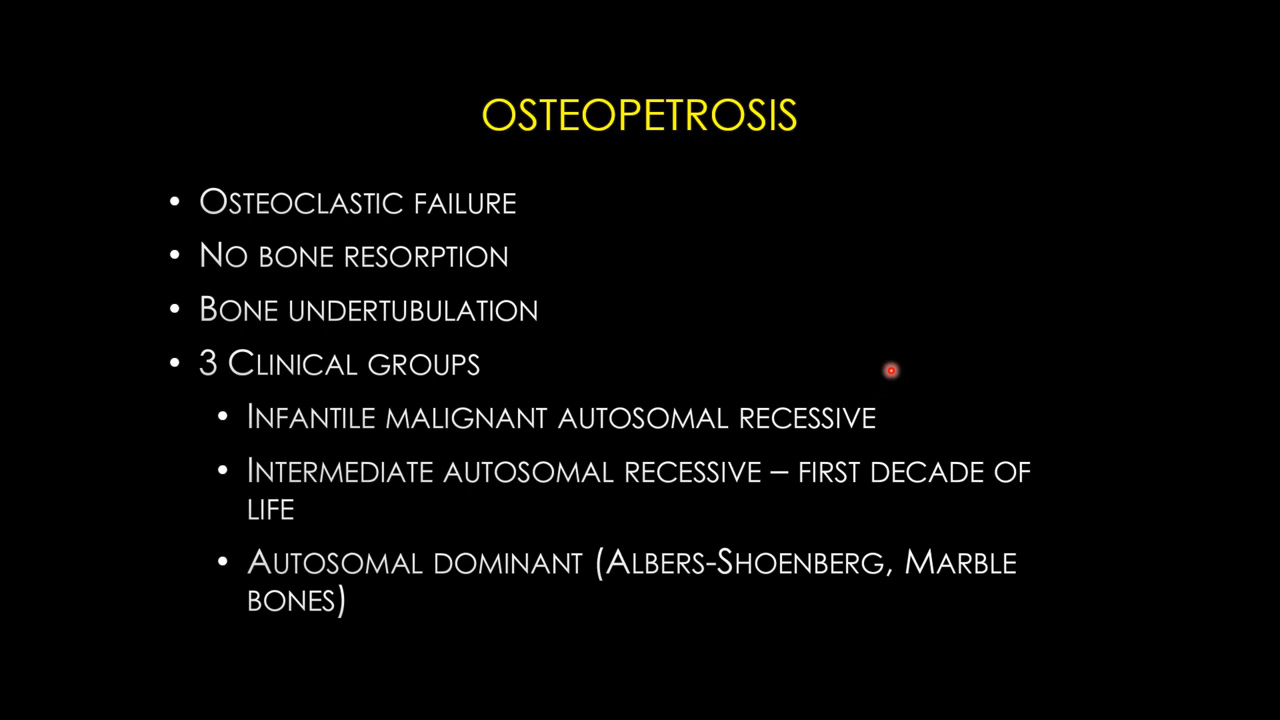 OSTEOPETROSIS
• OSTEOCLASTIC FAILURE
• NO BONE RESORPTION
• BONE UNDERTUBULATION
• 3 CLINICAL GROUPS
• INFANTILE MALIGNANT AUTOSOMAL RECESSIVE
• INTERMEDIATE AUTOSOMAL RECESSIVE – FIRST DECADE OF
LIFE
• AUTOSOMAL DOMINANT (ALBERS-SHOENBERG, MARBLE
BONES)